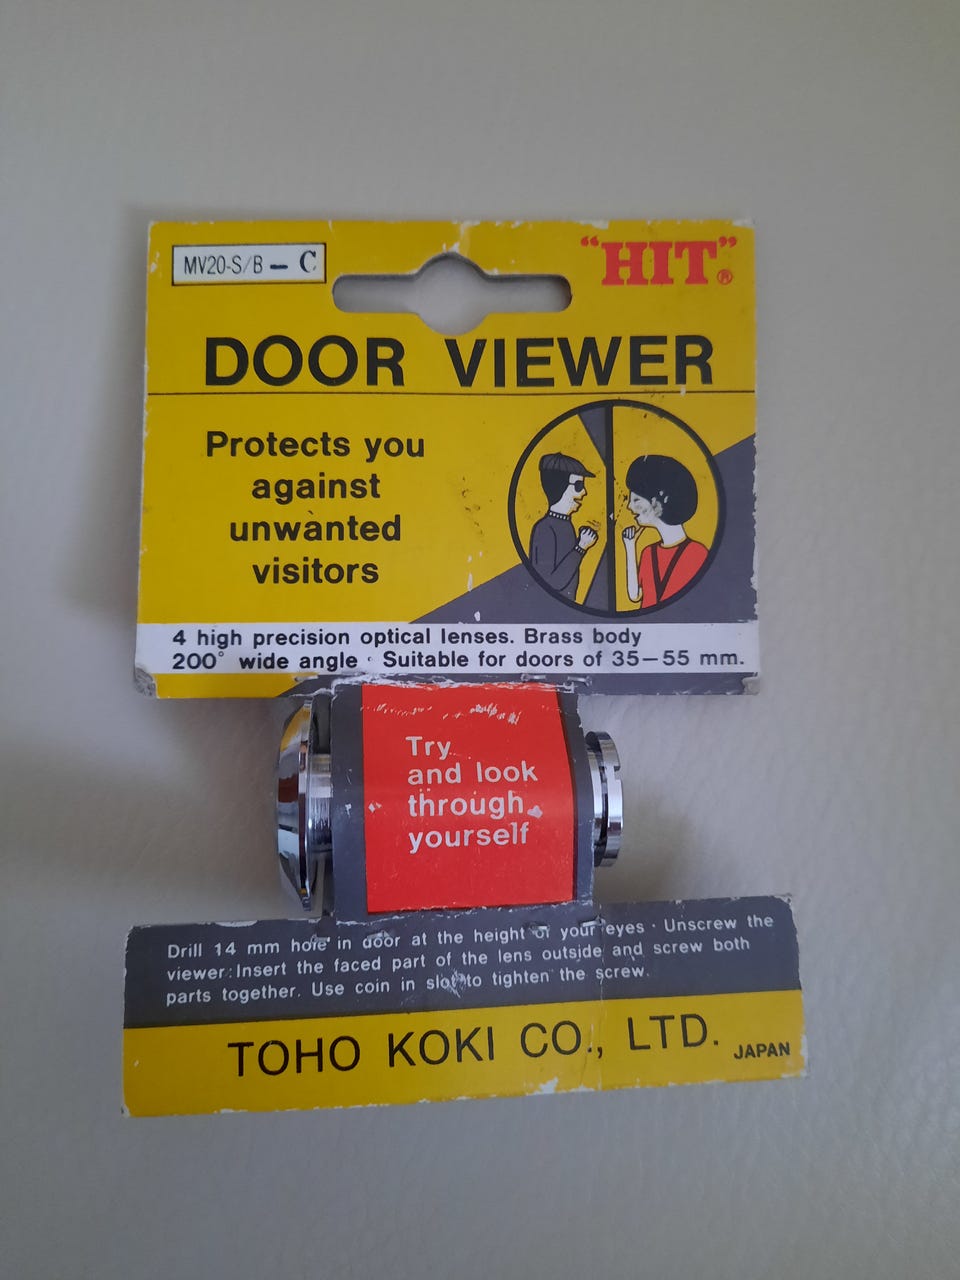 MV20-S/B - C
"HIT"®
DOOR VIEWER
Protects you
against
unwanted
visitors
4 high precision optical lenses. Brass body
200° wide angle · Suitable for doors of 35-55 mm.
Try
and look
through
yourself
Drill 14 mm hole in door at the height of your eyes · Unscrew the
viewer: Insert the faced part of the lens outside and screw both
parts together. Use coin in slot to tighten the screw.
TOHO KOKI CO., LTD.
JAPAN